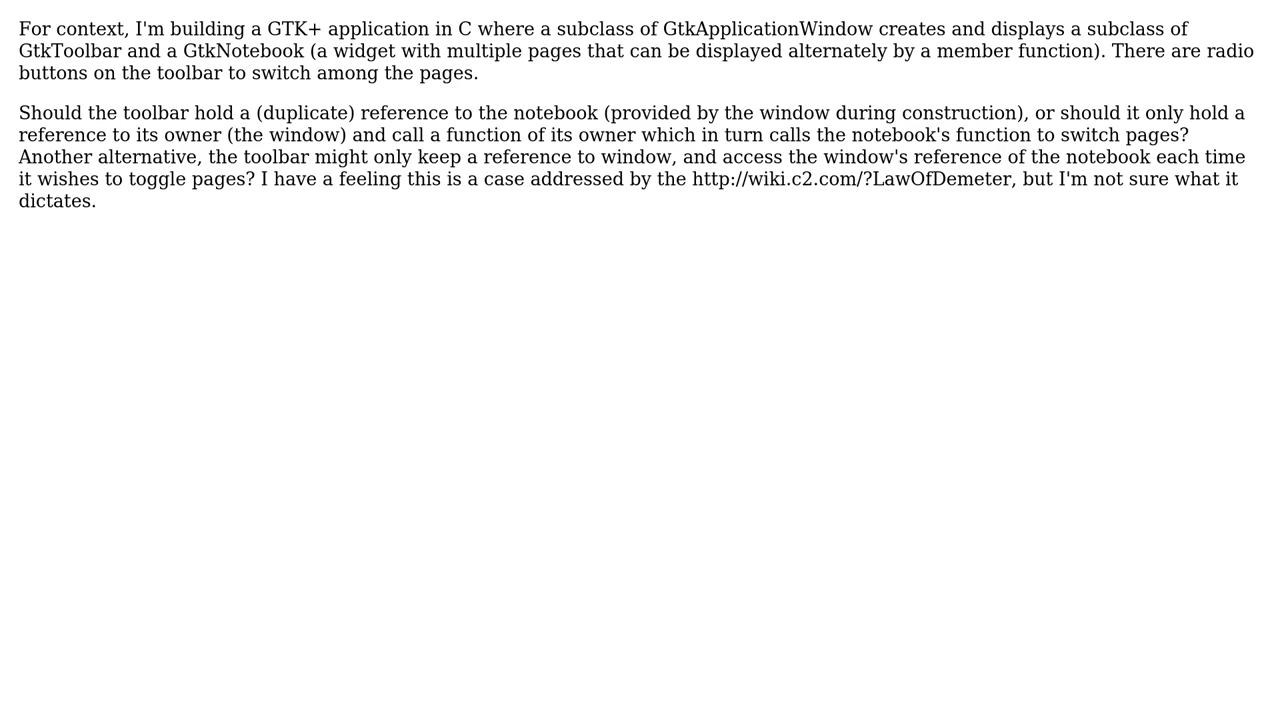 For context, I'm building a GTK+ application in C where a subclass of GtkApplicationWindow creates and displays a subclass of
GtkToolbar and a GtkNotebook (a widget with multiple pages that can be displayed alternately by a member function). There are radio
buttons on the toolbar to switch among the pages.
Should the toolbar hold a (duplicate) reference to the notebook (provided by the window during construction), or should it only hold a
reference to its owner (the window) and call a function of its owner which in turn calls the notebook's function to switch pages?
Another alternative, the toolbar might only keep a reference to window, and access the window's reference of the notebook each time
it wishes to toggle pages? I have a feeling this is a case addressed by the http://wiki.c2.com/?LawOfDemeter, but I'm not sure what it
dictates.